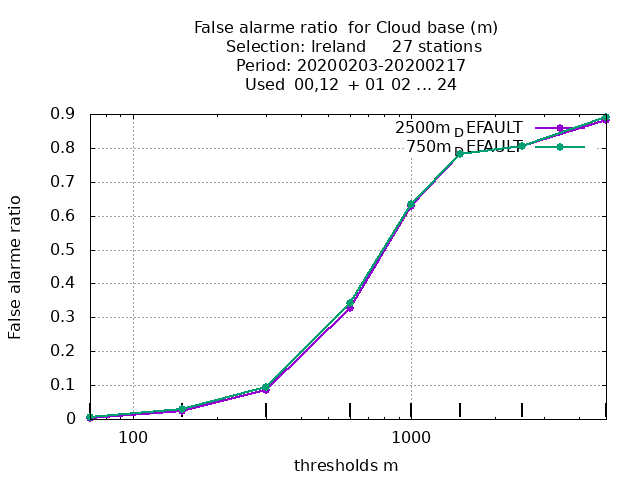 False alarme ratio  for Cloud base (m)
Selection: Ireland     27 stations
Period: 20200203-20200217
Used  00,12  + 01 02 ... 24
2500m_DEFAULT
750m_DEFAULT
False alarme ratio
0.9
0.8
0.7
0.6
0.5
0.4
0.3
0.2
0.1
0
100
1000
thresholds m